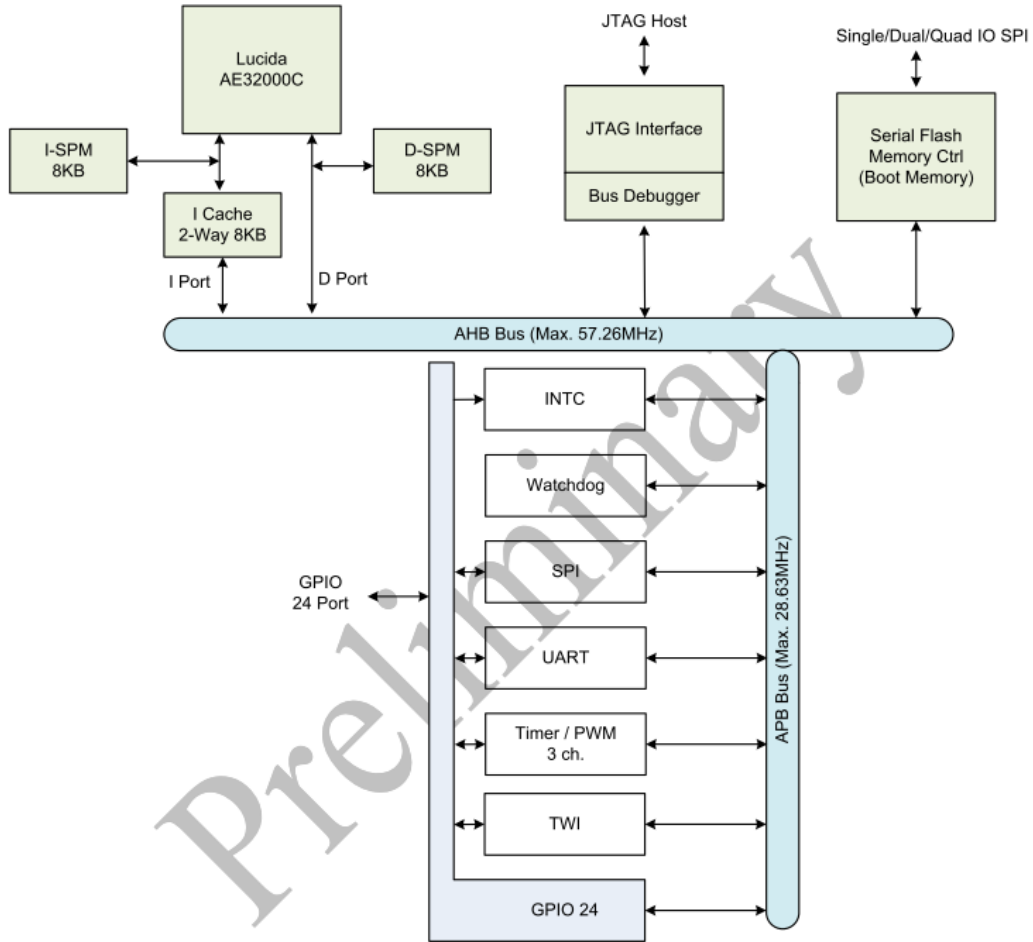 JTAG Host
Single/Dual/Quad IO SPI
Lucida
AE32000C
I-SPM
8KB
D-SPM
8KB
I Cache
2-Way 8KB
I Port
D Port
JTAG Interface
Bus Debugger
Serial Flash
Memory Ctrl
(Boot Memory)
AHB Bus (Max. 57.26MHz)
INTC
Watchdog
SPI
UART
Timer / PWM
3 ch.
TWI
GPIO 24
GPIO
24 Port
APB Bus (Max. 28.63MHz)
Preliminary